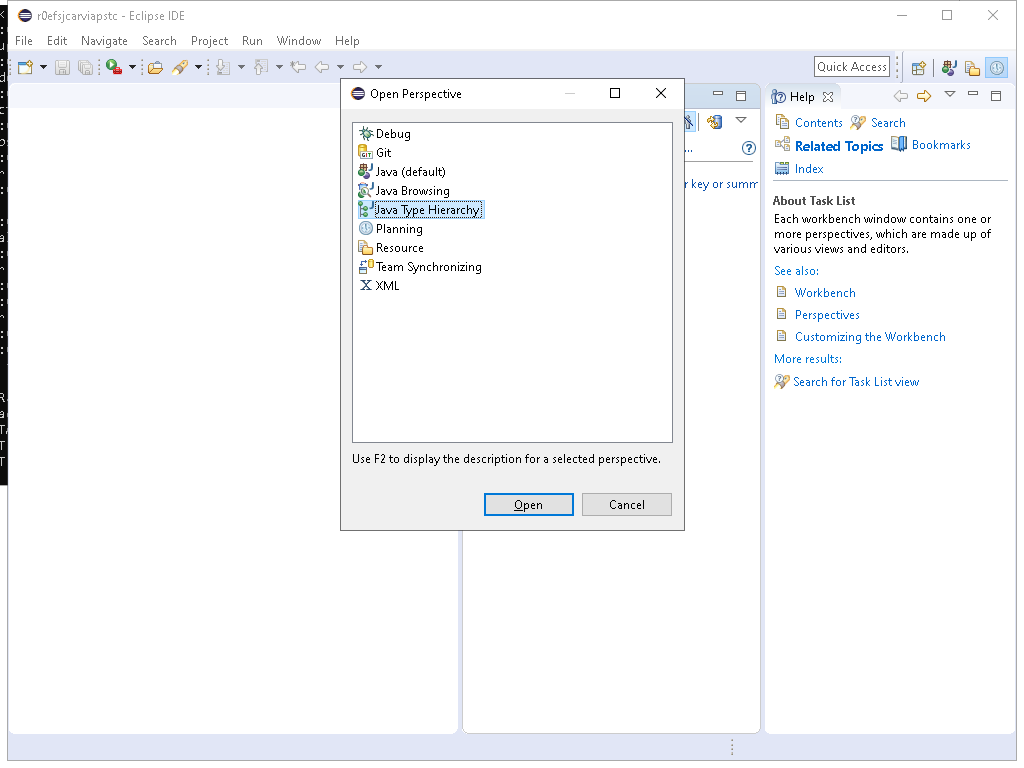 r0efsjcarviapstc - Eclipse IDE
File Edit Navigate Search Project Run Window Help
Quick Access
Open Perspective
Debug
Git
Java (default)
Java Browsing
Java Type Hierarchy
Planning
Resource
Team Synchronizing
XML
Use F2 to display the description for a selected perspective.
Open Cancel
...
r key or summ
Help
Contents Search
Related Topics Bookmarks
Index
About Task List
Each workbench window contains one or
more perspectives, which are made up of
various views and editors.
See also:
Workbench
Perspectives
Customizing the Workbench
More results:
Search for Task List view